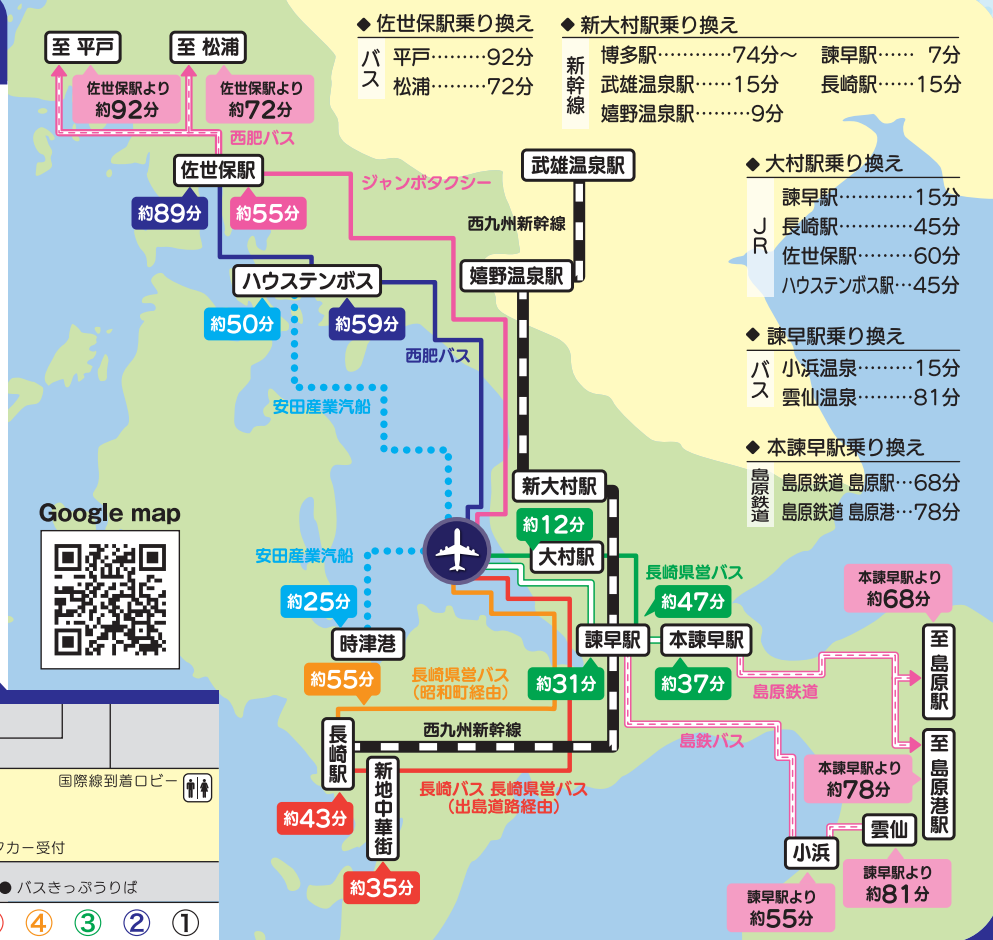 至 平戸
至 松浦
佐世保駅より
約92分
佐世保駅より
約72分
西肥バス
佐世保駅
約89分
約55分
ジャンボタクシー
ハウステンボス
約50分
約59分
西肥バス
安田産業汽船
◆ 佐世保駅乗り換え
バス
平戸………92分
松浦………72分
◆ 新大村駅乗り換え
新幹線
博多駅…………74分〜
武雄温泉駅……15分
嬉野温泉駅………9分
諫早駅…… 7分
長崎駅……15分
武雄温泉駅
西九州新幹線
嬉野温泉駅
◆ 大村駅乗り換え
JR
諫早駅…………15分
長崎駅…………45分
佐世保駅………60分
ハウステンボス駅…45分
◆ 諫早駅乗り換え
バス
小浜温泉………15分
雲仙温泉………81分
◆ 本諫早駅乗り換え
島原鉄道
島原鉄道 島原駅…68分
島原鉄道 島原港…78分
Google map
新大村駅
約12分
大村駅
安田産業汽船
約25分
時津港
長崎県営バス
約47分
諫早駅
本諫早駅
約31分
約37分
本諫早駅より
約68分
至 島原駅
島原鉄道
島鉄バス
約55分
長崎県営バス
（昭和町経由）
西九州新幹線
長崎駅
新地中華街
約43分
約35分
長崎バス 長崎県営バス
（出島道路経由）
本諫早駅より
約78分
至 島原港駅
雲仙
小浜
諫早駅より
約81分
諫早駅より
約55分
国際線到着ロビー
カー受付
● バスきっぷうりば
④ ③ ② ①